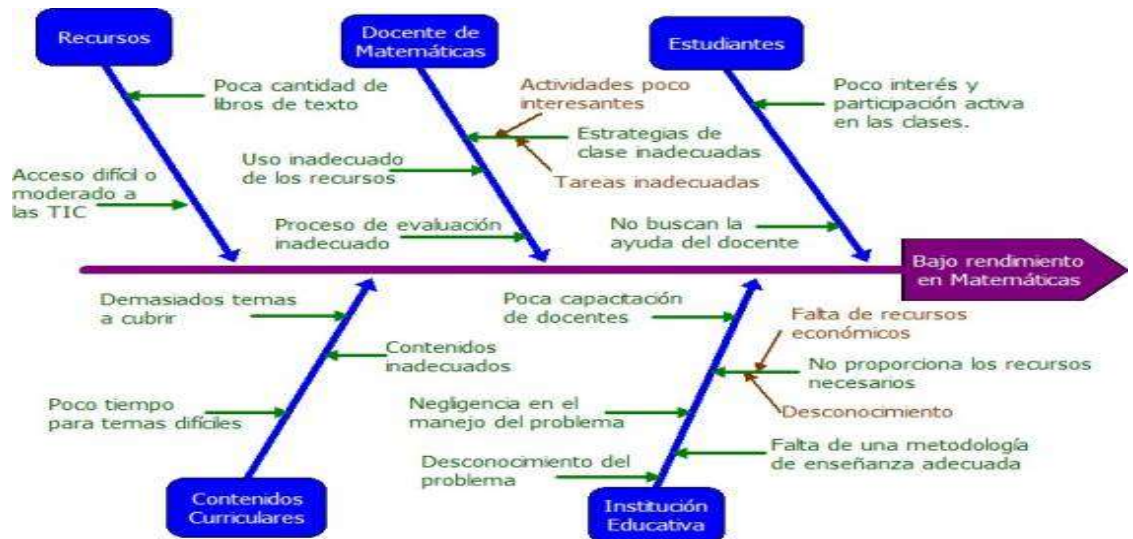 Recursos
Docente de
Matemáticas
Estudiantes
Poca cantidad de
libros de texto
Acceso difícil o
moderado a
las TIC
Actividades poco
interesantes
Estrategias de
clase inadecuadas
Tareas inadecuadas
Uso inadecuado
de los recursos
Proceso de evaluación
inadecuado
Poco interés y
participación activa
en las clases.
No buscan la
ayuda del docente
Bajo rendimiento
en Matemáticas
Demasiados temas
a cubrir
Contenidos
inadecuados
Poco tiempo
para temas difíciles
Contenidos
Curriculares
Poca capacitación
de docentes
Falta de recursos
económicos
No proporciona los recursos
necesarios
Desconocimiento
Negligencia en el
manejo del problema
Falta de una metodología
de enseñanza adecuada
Desconocimiento del
problema
Institución
Educativa